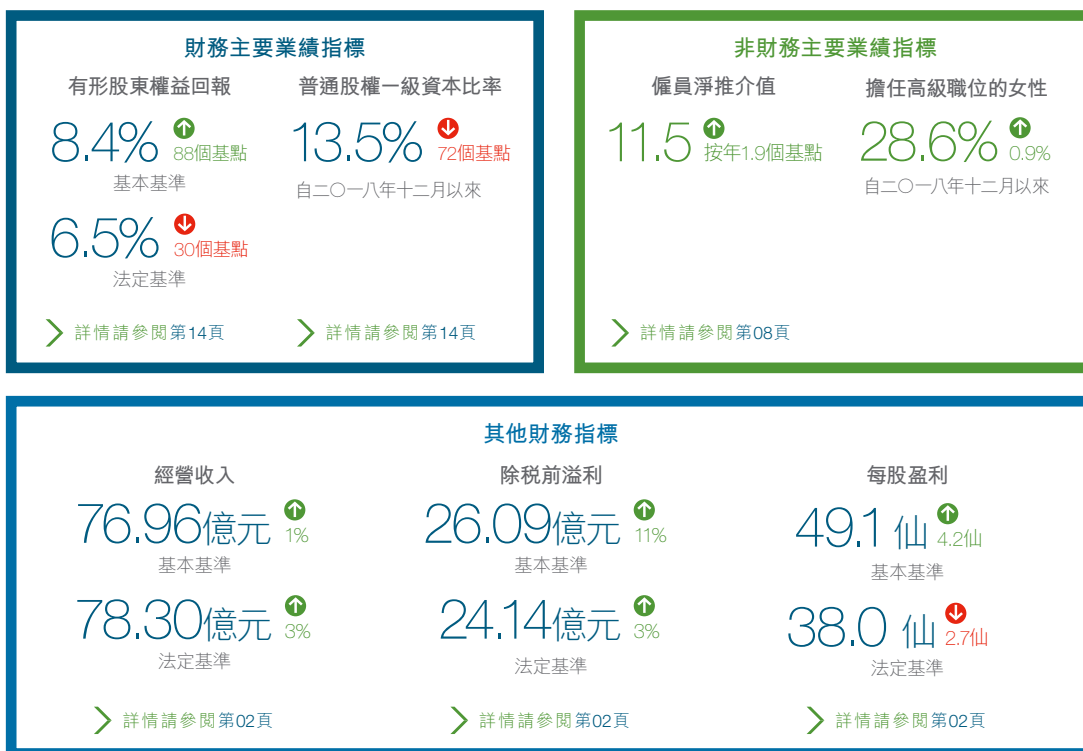 財務主要業績指標
有形股東權益回報
8.4%
88個基點
基本基準
6.5%
30個基點
法定基準
詳情請參閱第14頁
普通股權一級資本比率
13.5%
72個基點
自二〇一八年十二月以來
詳情請參閱第14頁
非財務主要業績指標
僱員淨推介值
11.5
按年1.9個基點
詳情請參閱第08頁
擔任高級職位的女性
28.6%
0.9%
自二〇一八年十二月以來
其他財務指標
經營收入
76.96億元
1%
基本基準
78.30億元
3%
法定基準
詳情請參閱第02頁
除稅前溢利
26.09億元
11%
基本基準
24.14億元
3%
法定基準
詳情請參閱第02頁
每股盈利
49.1 仙
4.2仙
基本基準
38.0 仙
2.7仙
法定基準
詳情請參閱第02頁